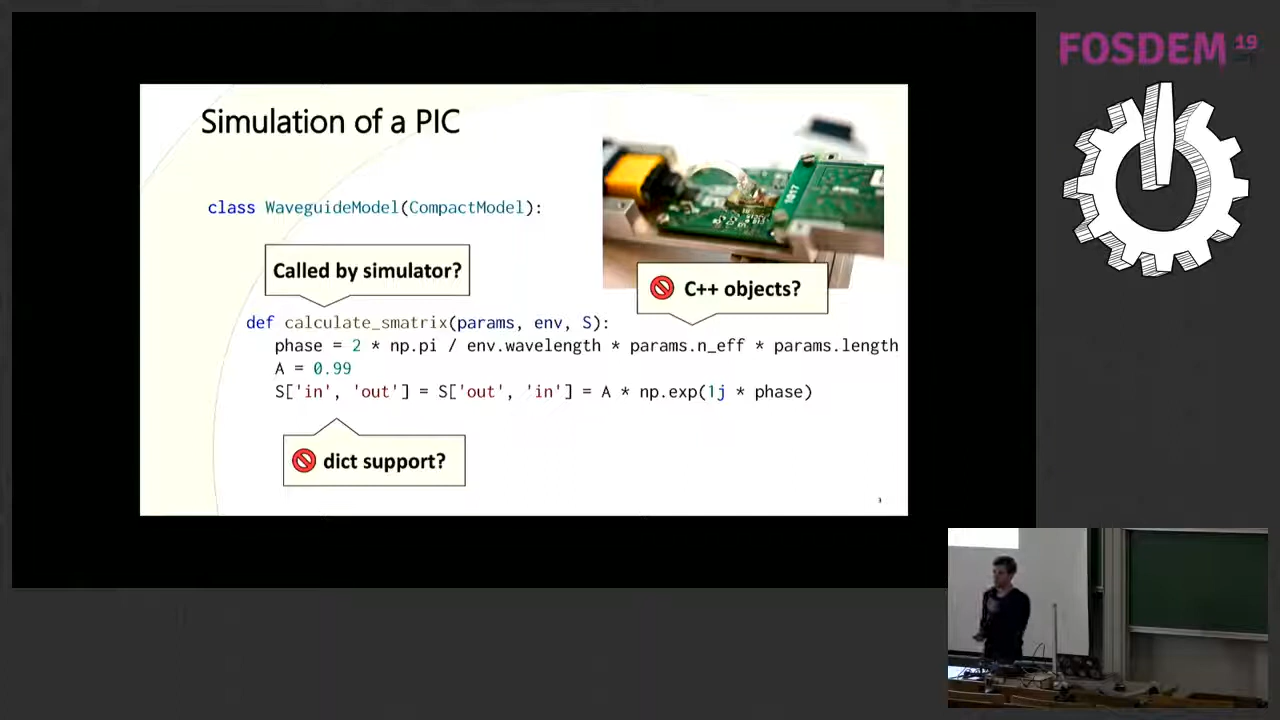 FOSDEM 19
Simulation of a PIC
class WaveguideModel(CompactModel):
Called by simulator?
C++ objects?
def calculate_smatrix(params, env, S):
phase = 2 * np.pi / env.wavelength * params.n_eff * params.length
A = 0.99
S['in', 'out'] = S['out', 'in'] = A * np.exp(1j * phase)
dict support?
3
1017